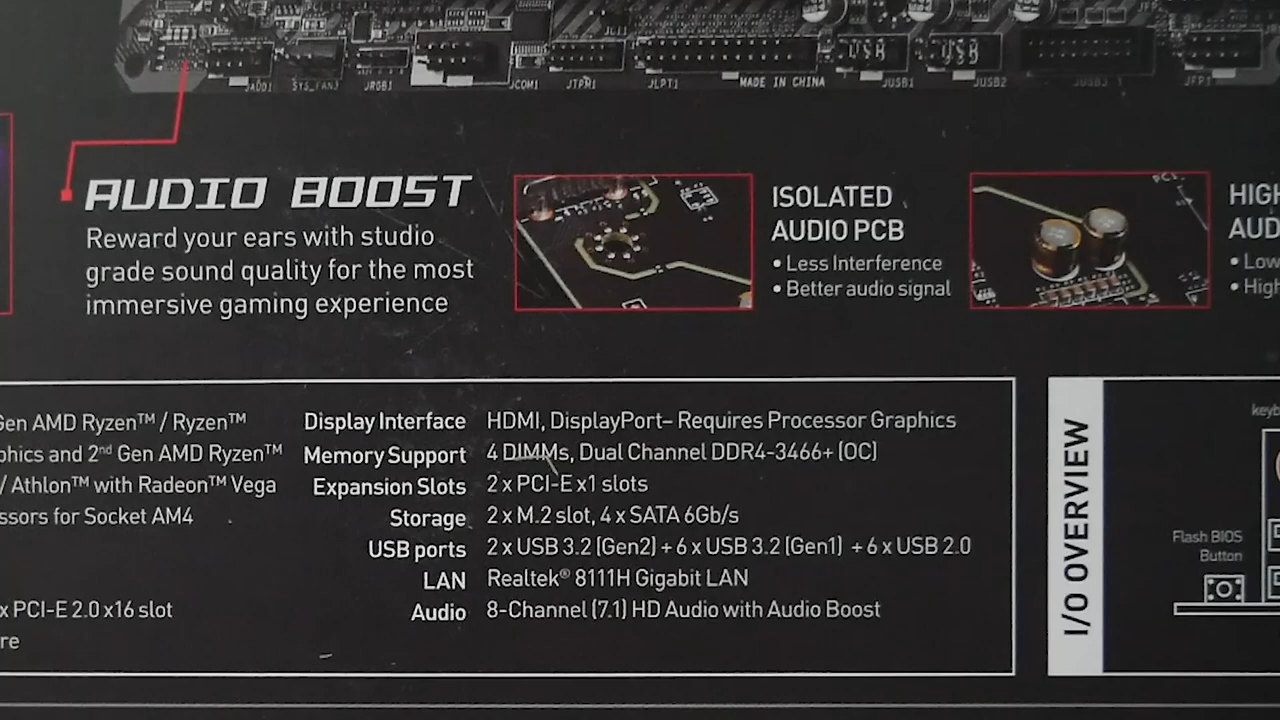 JADD1 SYS_FAN3 JRGB1 JCOM1 JTPM1 JLPT1 MADE IN CHINA JUSB1 JUSB2 JFP1
JCI1
USB USB
AUDIO BOOST
Reward your ears with studio
grade sound quality for the most
immersive gaming experience
ISOLATED
AUDIO PCB
• Less Interference
• Better audio signal
HIGH
AUD
• Low
• High
Gen AMD Ryzen™ / Ryzen™
phics and 2nd Gen AMD Ryzen™
/ Athlon™ with Radeon™ Vega
ssors for Socket AM4
x PCI-E 2.0 x16 slot
re
Display Interface HDMI, DisplayPort– Requires Processor Graphics
Memory Support 4 DIMMs, Dual Channel DDR4-3466+ (OC)
Expansion Slots 2 x PCI-E x1 slots
Storage 2 x M.2 slot, 4 x SATA 6Gb/s
USB ports 2 x USB 3.2 (Gen2) + 6 x USB 3.2 (Gen1) + 6 x USB 2.0
LAN Realtek® 8111H Gigabit LAN
Audio 8-Channel (7.1) HD Audio with Audio Boost
I/O OVERVIEW
keyb
Flash BIOS
Button